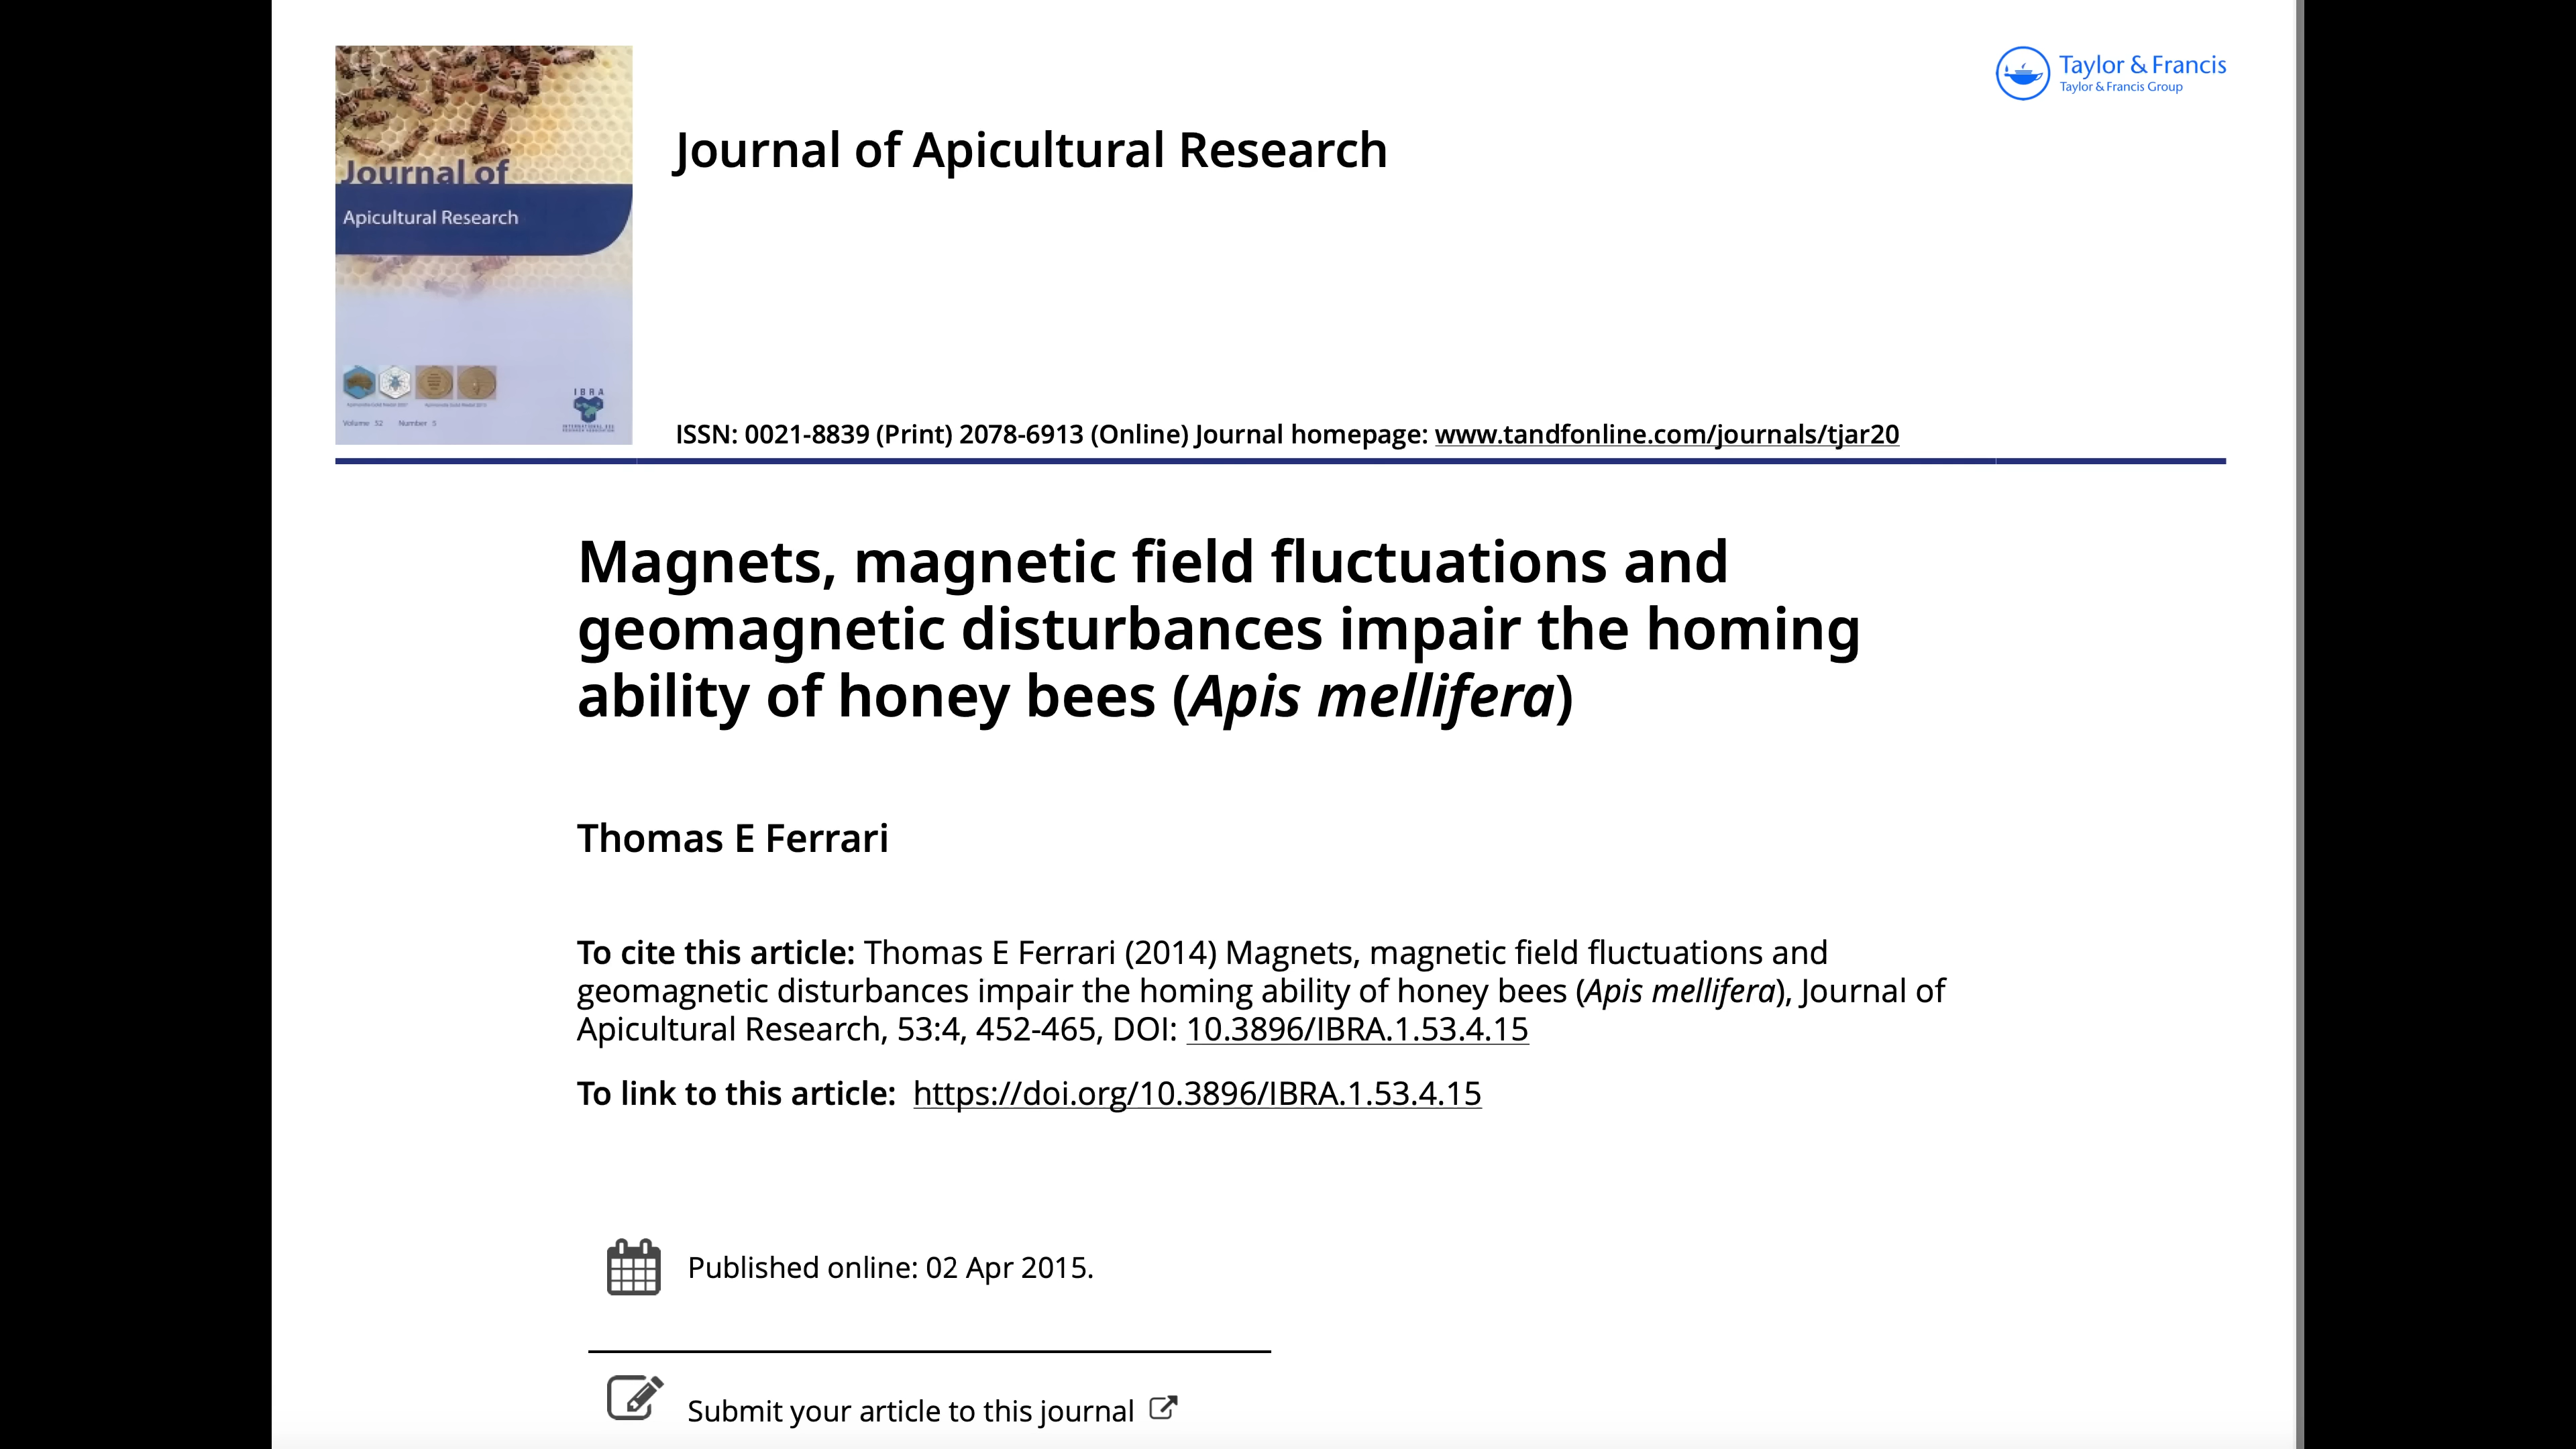 Journal of
Apicultural Research
Volume 52 Number 5
IBRA
Taylor & Francis
Taylor & Francis Group
Journal of Apicultural Research
ISSN: 0021-8839 (Print) 2078-6913 (Online) Journal homepage: www.tandfonline.com/journals/tjar20
Magnets, magnetic field fluctuations and
geomagnetic disturbances impair the homing
ability of honey bees (Apis mellifera)
Thomas E Ferrari
To cite this article: Thomas E Ferrari (2014) Magnets, magnetic field fluctuations and
geomagnetic disturbances impair the homing ability of honey bees (Apis mellifera), Journal of
Apicultural Research, 53:4, 452-465, DOI: 10.3896/IBRA.1.53.4.15
To link to this article: https://doi.org/10.3896/IBRA.1.53.4.15
Published online: 02 Apr 2015.
Submit your article to this journal